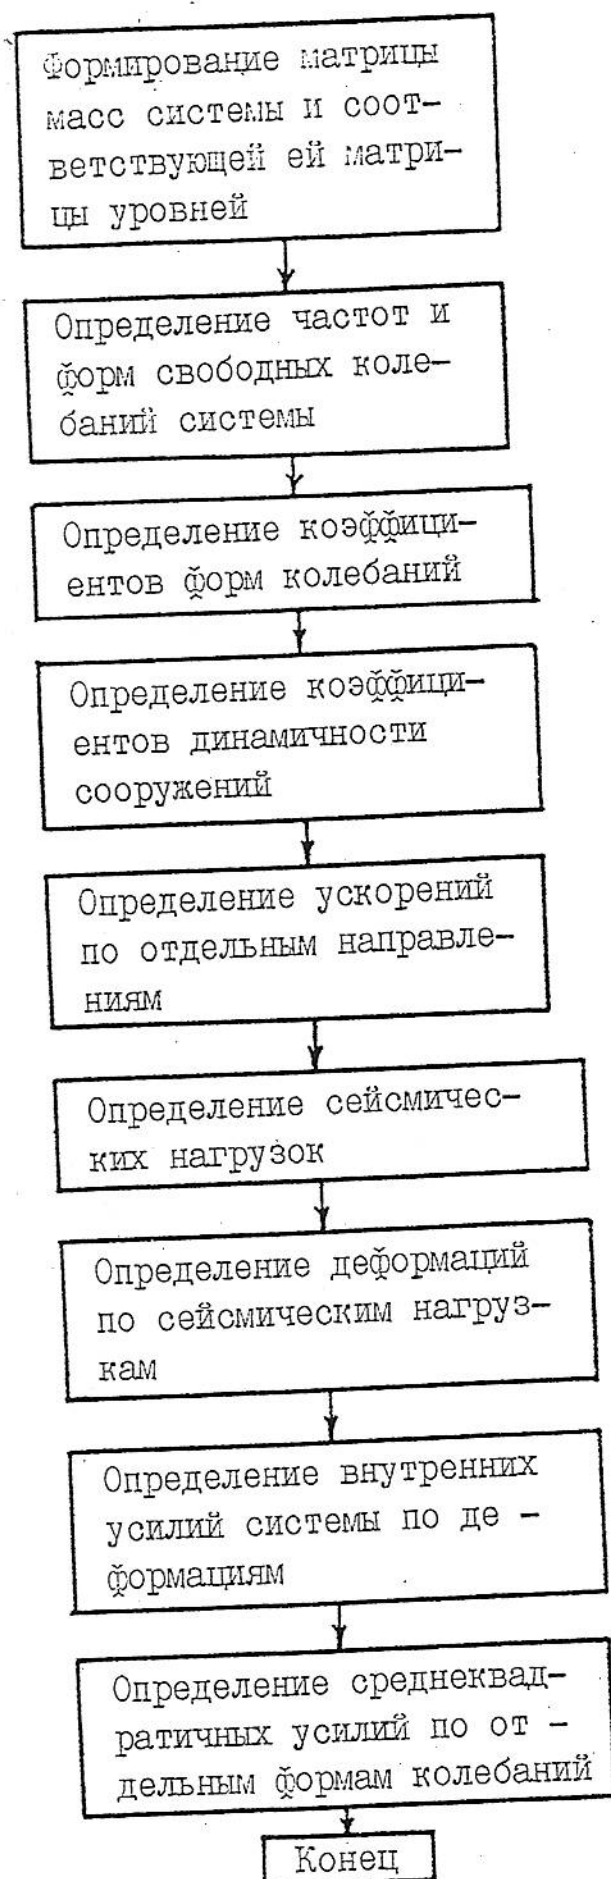 Формирование матрицы
масс системы и соот-
ветствующей ей матри-
цы уровней
Определение частот и
форм свободных коле-
баний системы
Определение коэффици-
ентов форм колебаний
Определение коэффици-
ентов динамичности
сооружений
Определение ускорений
по отдельным направле-
ниям
Определение сейсмичес-
ких нагрузок
Определение деформаций
по сейсмическим нагруз-
кам
Определение внутренних
усилий системы по де -
формациям
Определение среднеквад-
ратичных усилий по от -
дельным формам колебаний
Конец